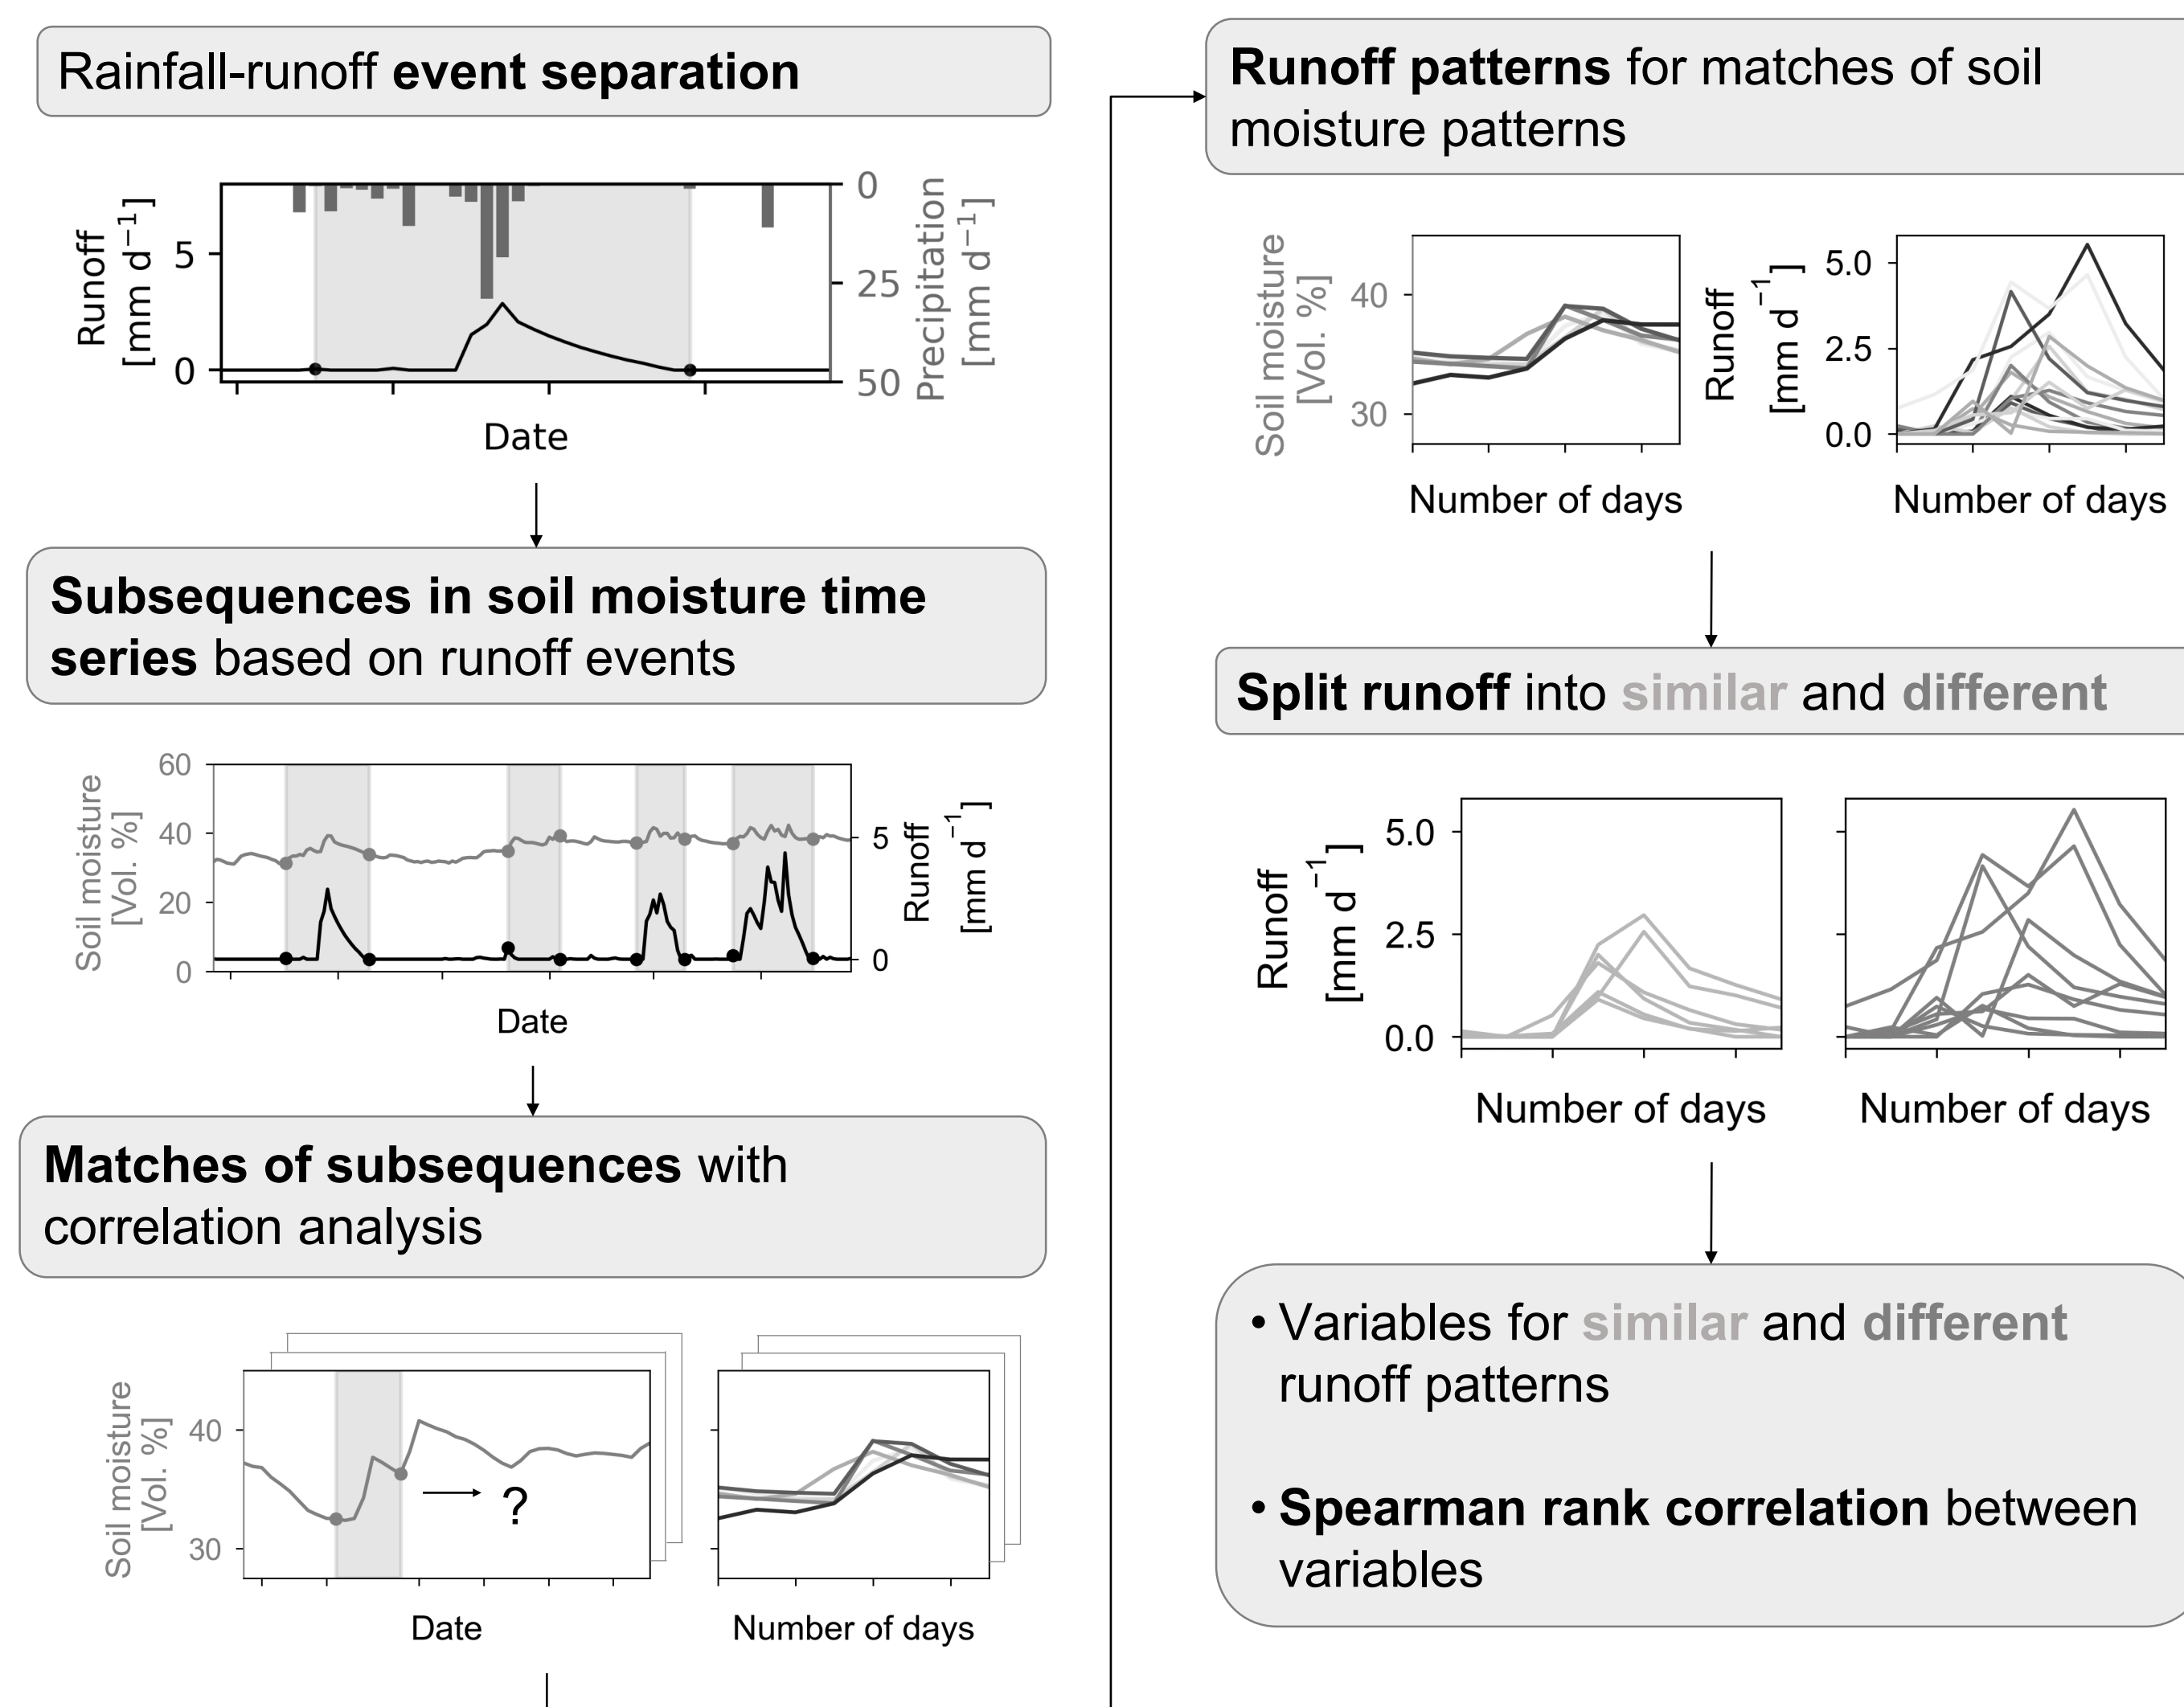 Rainfall-runoff event separation
Runoff
[mm d⁻¹]
5
0
0
25
50
Precipitation
[mm d⁻¹]
Date
Subsequences in soil moisture time
series based on runoff events
Soil moisture
[Vol. %]
60
40
20
0
5
0
Runoff
[mm d⁻¹]
Date
Matches of subsequences with
correlation analysis
Soil moisture
[Vol. %]
40
30
?
Date
Number of days
Runoff patterns for matches of soil
moisture patterns
Soil moisture
[Vol. %]
40
30
Number of days
Runoff
[mm d⁻¹]
5.0
2.5
0.0
Number of days
Split runoff into similar and different
Runoff
[mm d⁻¹]
5.0
2.5
0.0
Number of days
Number of days
• Variables for similar and different
runoff patterns
• Spearman rank correlation between
variables